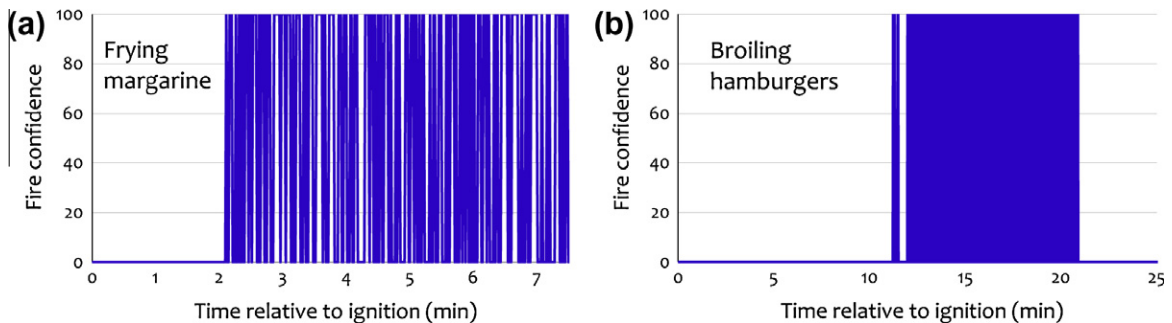 (a)
Fire confidence
100
80
60
40
20
0
Frying
margarine
0 1 2 3 4 5 6 7
Time relative to ignition (min)
(b)
Fire confidence
100
80
60
40
20
0
Broiling
hamburgers
0 5 10 15 20 25
Time relative to ignition (min)